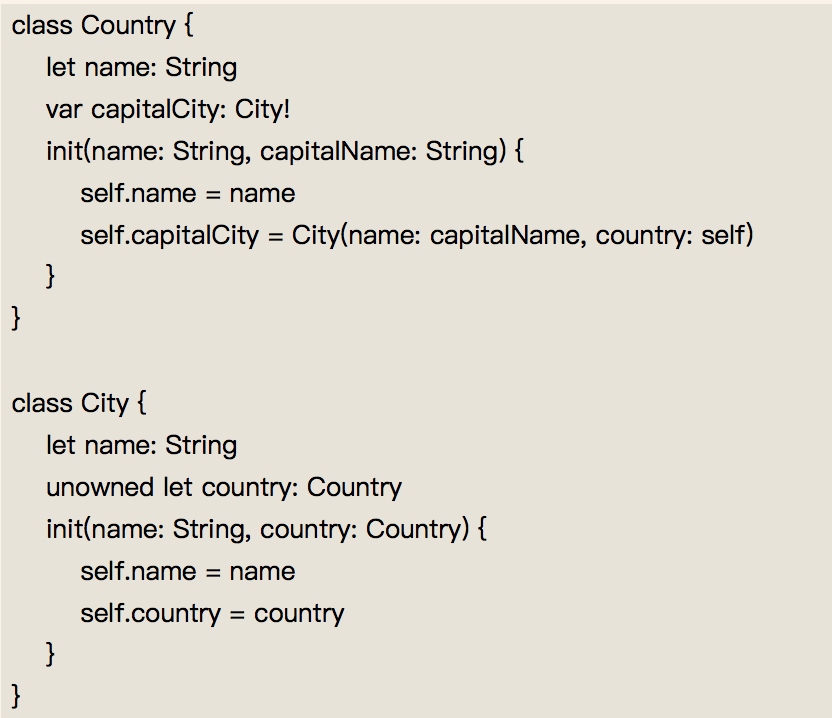 class Country {
let name: String
var capitalCity: City!
init(name: String, capitalName: String) {
self.name = name
self.capitalCity = City(name: capitalName, country: self)
}
}
class City {
let name: String
unowned let country: Country
init(name: String, country: Country) {
self.name = name
self.country = country
}
}